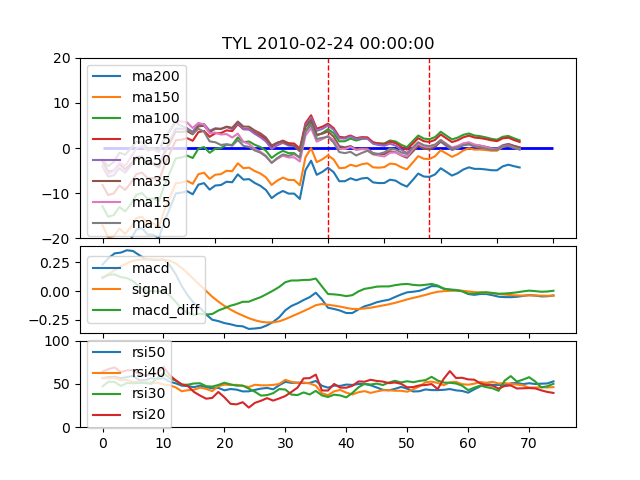 TYL 2010-02-24 00:00:00
20
10
0
−10
−20
ma200
ma150
ma100
ma75
ma50
ma35
ma15
ma10
0.25
0.00
−0.25
macd
signal
macd_diff
100
50
0
rsi50
rsi40
rsi30
rsi20
0 10 20 30 40 50 60 70